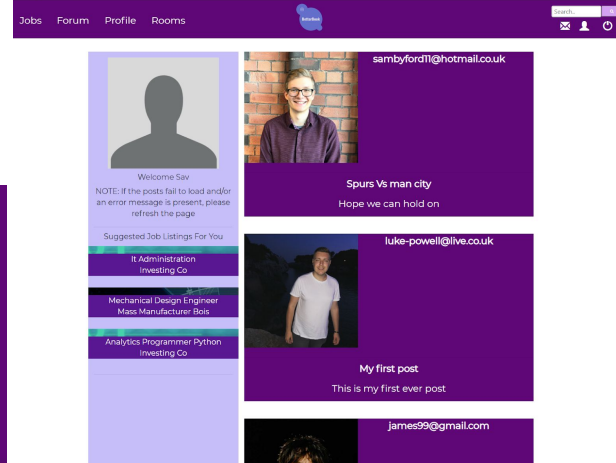 Jobs Forum Profile Rooms
Search..
Welcome Sav
NOTE: If the posts fail to load and/or
an error message is present, please
refresh the page
Suggested Job Listings For You
It Administration
Investing Co
Mechanical Design Engineer
Mass Manufacturer Bois
Analytics Programmer Python
Investing Co
sambyford11@hotmail.co.uk
Spurs Vs man city
Hope we can hold on
luke-powell@live.co.uk
My first post
This is my first ever post
james99@gmail.com